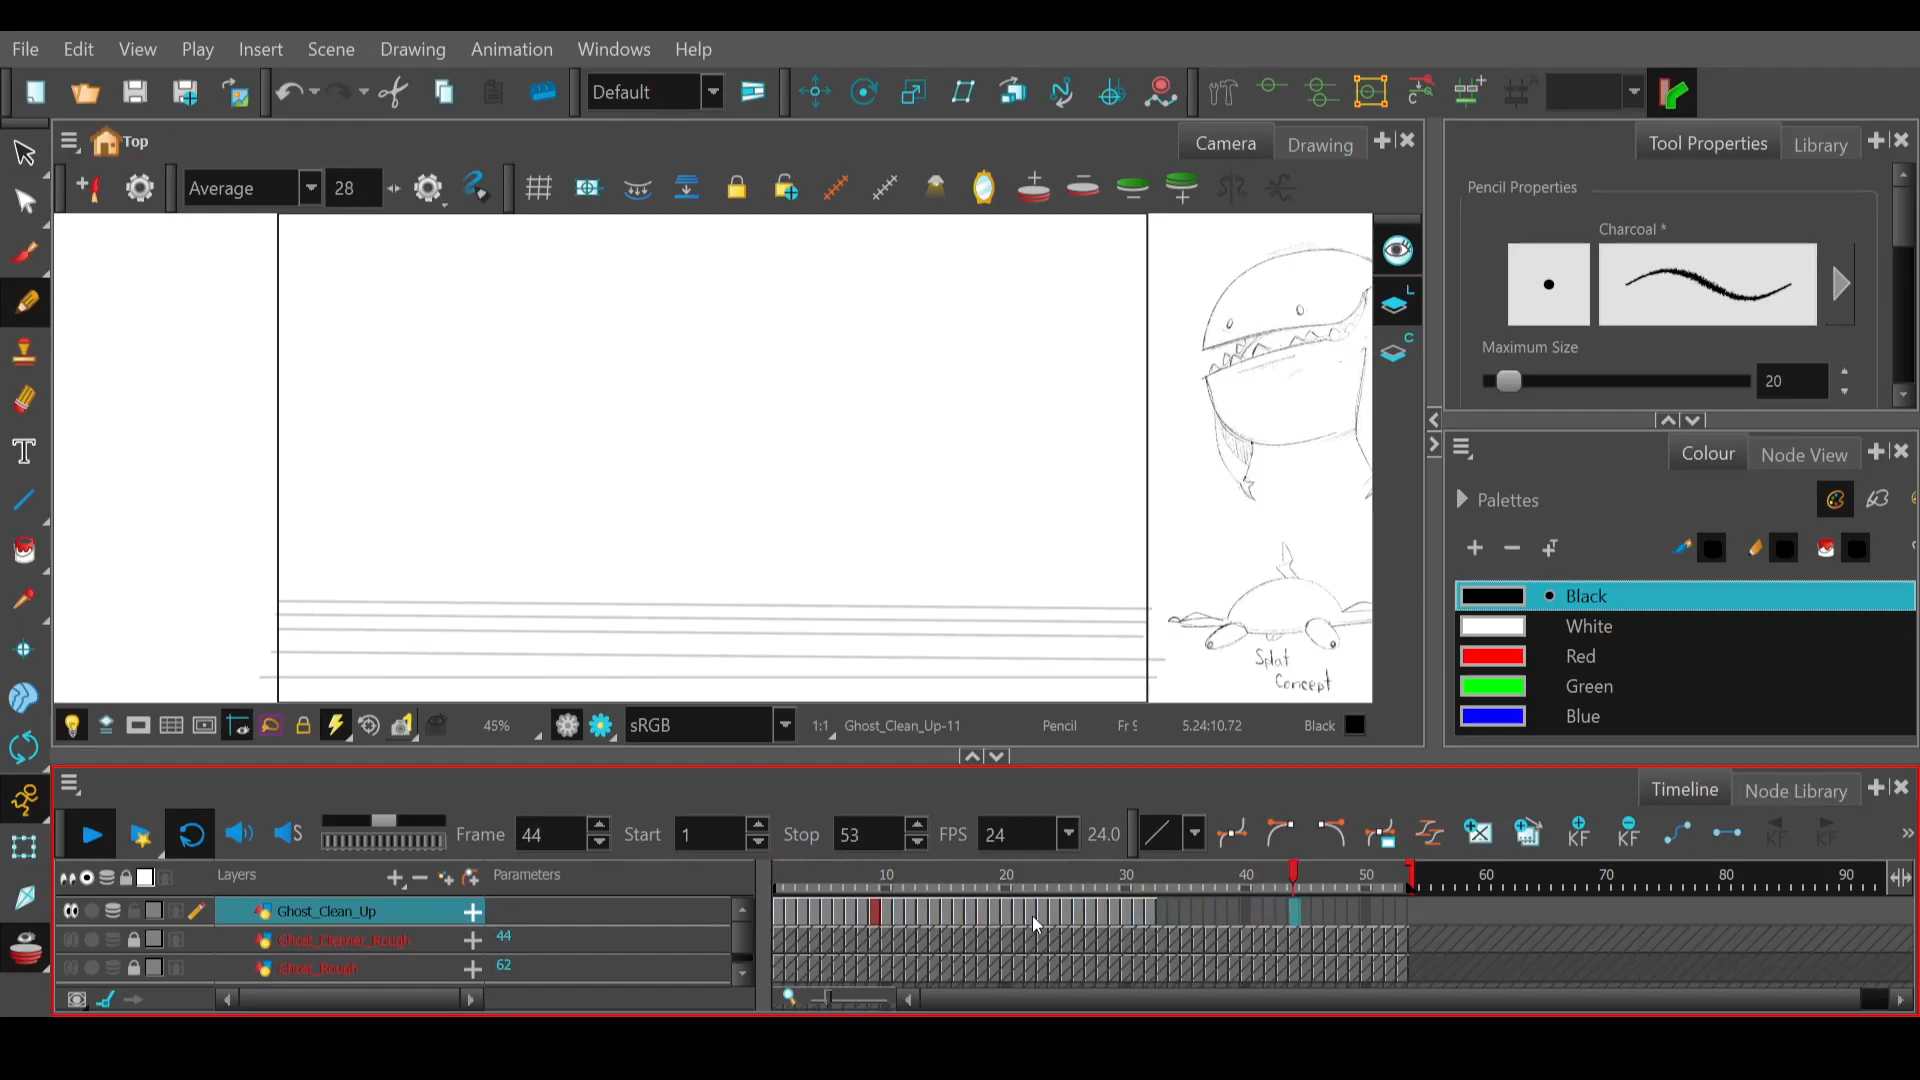 File Edit View Play Insert Scene Drawing Animation Windows Help
Default
Top
Camera Drawing
Tool Properties Library
Average 28
Pencil Properties
Charcoal *
Maximum Size
20
Colour Node View
Palettes
Black
White
Red
Green
Blue
Splat
Concept
45% sRGB 1:1 Ghost_Clean_Up-11 Pencil Fr 5.24:10.72 Black
Timeline Node Library
Frame 44 Start 1 Stop 53 FPS 24 24.0
Layers Parameters 10 20 30 40 50 60 70 80 90
Ghost_Clean_Up
Ghost_Cleaner_Rough 44
Ghost_Rough 62